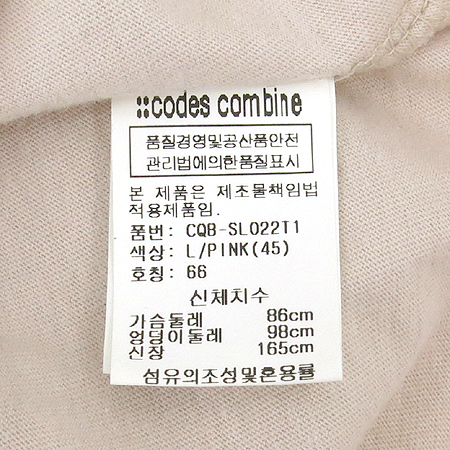 ::codes combine
품질경영및공산품안전
관리법에의한품질표시
본 제품은 제조물책임법
적용제품임.
품번: CQB-SL022T1
색상: L/PINK(45)
호칭: 66
신체치수
가슴둘레 86cm
엉덩이둘레 98cm
신장 165cm
섬유의조성및혼용률